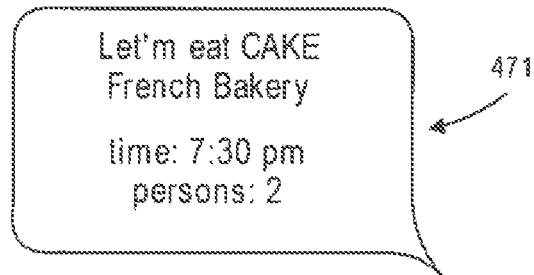 Let'm eat CAKE
French Bakery
time: 7:30 pm
persons: 2
471